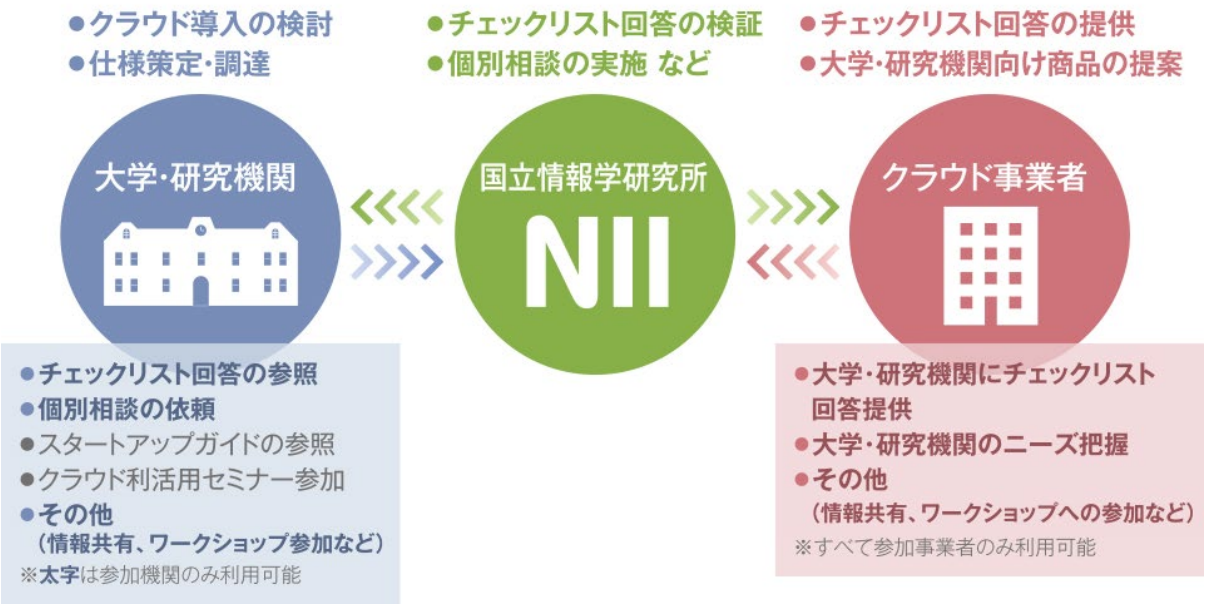 ●クラウド導入の検討
●仕様策定・調達
●チェックリスト回答の検証
●個別相談の実施 など
●チェックリスト回答の提供
●大学・研究機関向け商品の提案
大学・研究機関
国立情報学研究所
NII
クラウド事業者
●チェックリスト回答の参照
●個別相談の依頼
●スタートアップガイドの参照
●クラウド利活用セミナー参加
●その他
(情報共有、ワークショップ参加など)
※太字は参加機関のみ利用可能
●大学・研究機関にチェックリスト
回答提供
●大学・研究機関のニーズ把握
●その他
(情報共有、ワークショップへの参加など)
※すべて参加事業者のみ利用可能